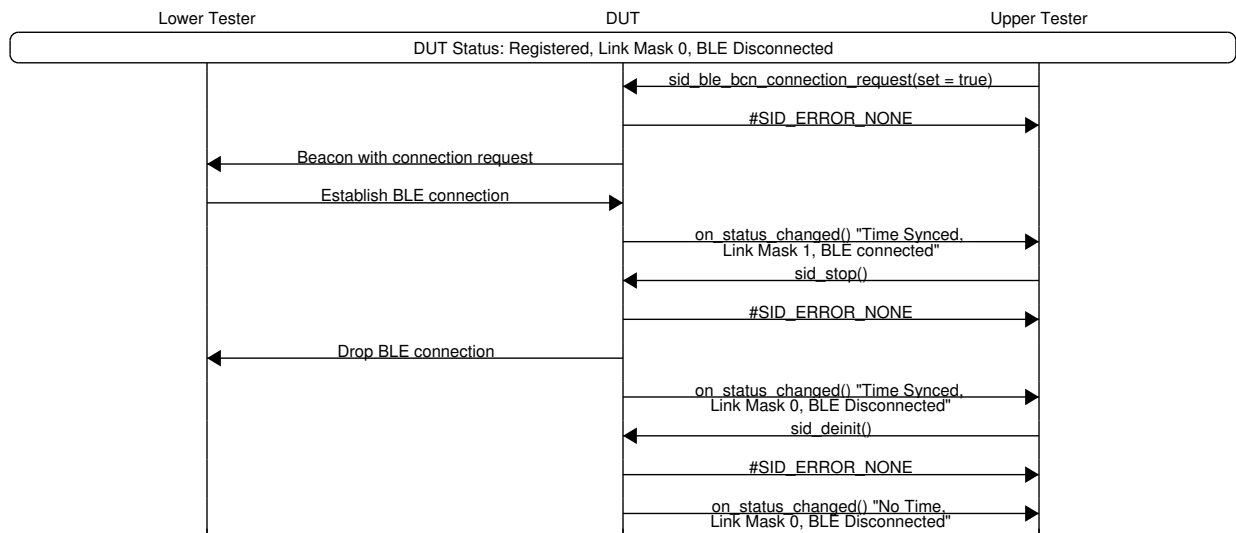 Lower Tester
DUT
Upper Tester
DUT Status: Registered, Link Mask 0, BLE Disconnected
sid_ble_bcn_connection_request(set = true)
#SID_ERROR_NONE
Beacon with connection request
Establish BLE connection
on_status_changed() "Time Synced,
Link Mask 1, BLE connected"
sid_stop()
#SID_ERROR_NONE
Drop BLE connection
on_status_changed() "Time Synced,
Link Mask 0, BLE Disconnected"
sid_deinit()
#SID_ERROR_NONE
on_status_changed() "No Time,
Link Mask 0, BLE Disconnected"